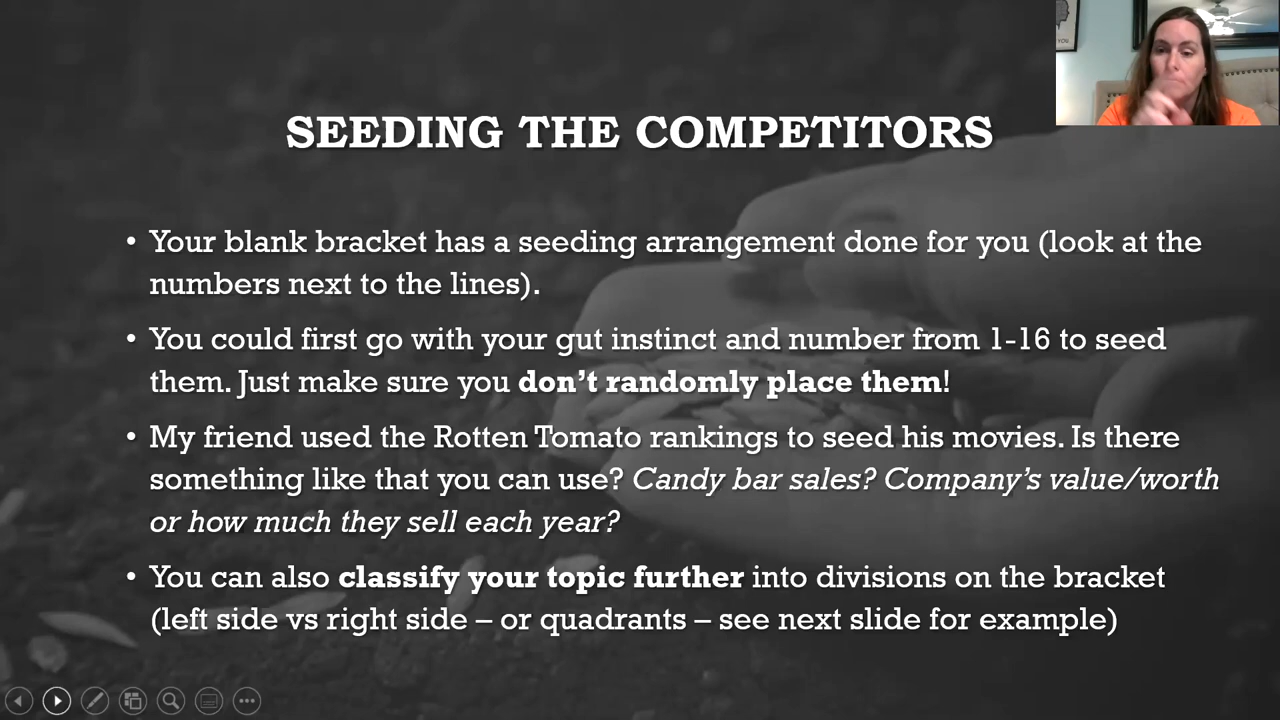 SEEDING THE COMPETITORS
• Your blank bracket has a seeding arrangement done for you (look at the
numbers next to the lines).
• You could first go with your gut instinct and number from 1-16 to seed
them. Just make sure you don’t randomly place them!
• My friend used the Rotten Tomato rankings to seed his movies. Is there
something like that you can use? Candy bar sales? Company’s value/worth
or how much they sell each year?
• You can also classify your topic further into divisions on the bracket
(left side vs right side – or quadrants – see next slide for example)